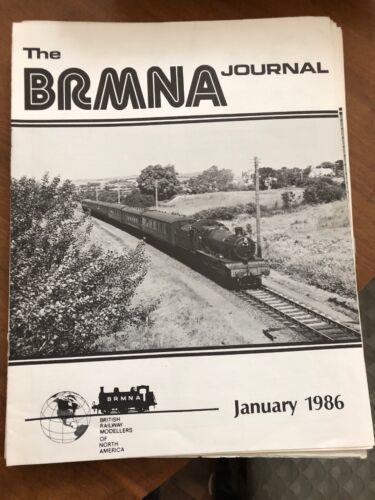 The
BRMNA JOURNAL
BRMNA
BRITISH
RAILWAY
MODELLERS
OF
NORTH
AMERICA
January 1986